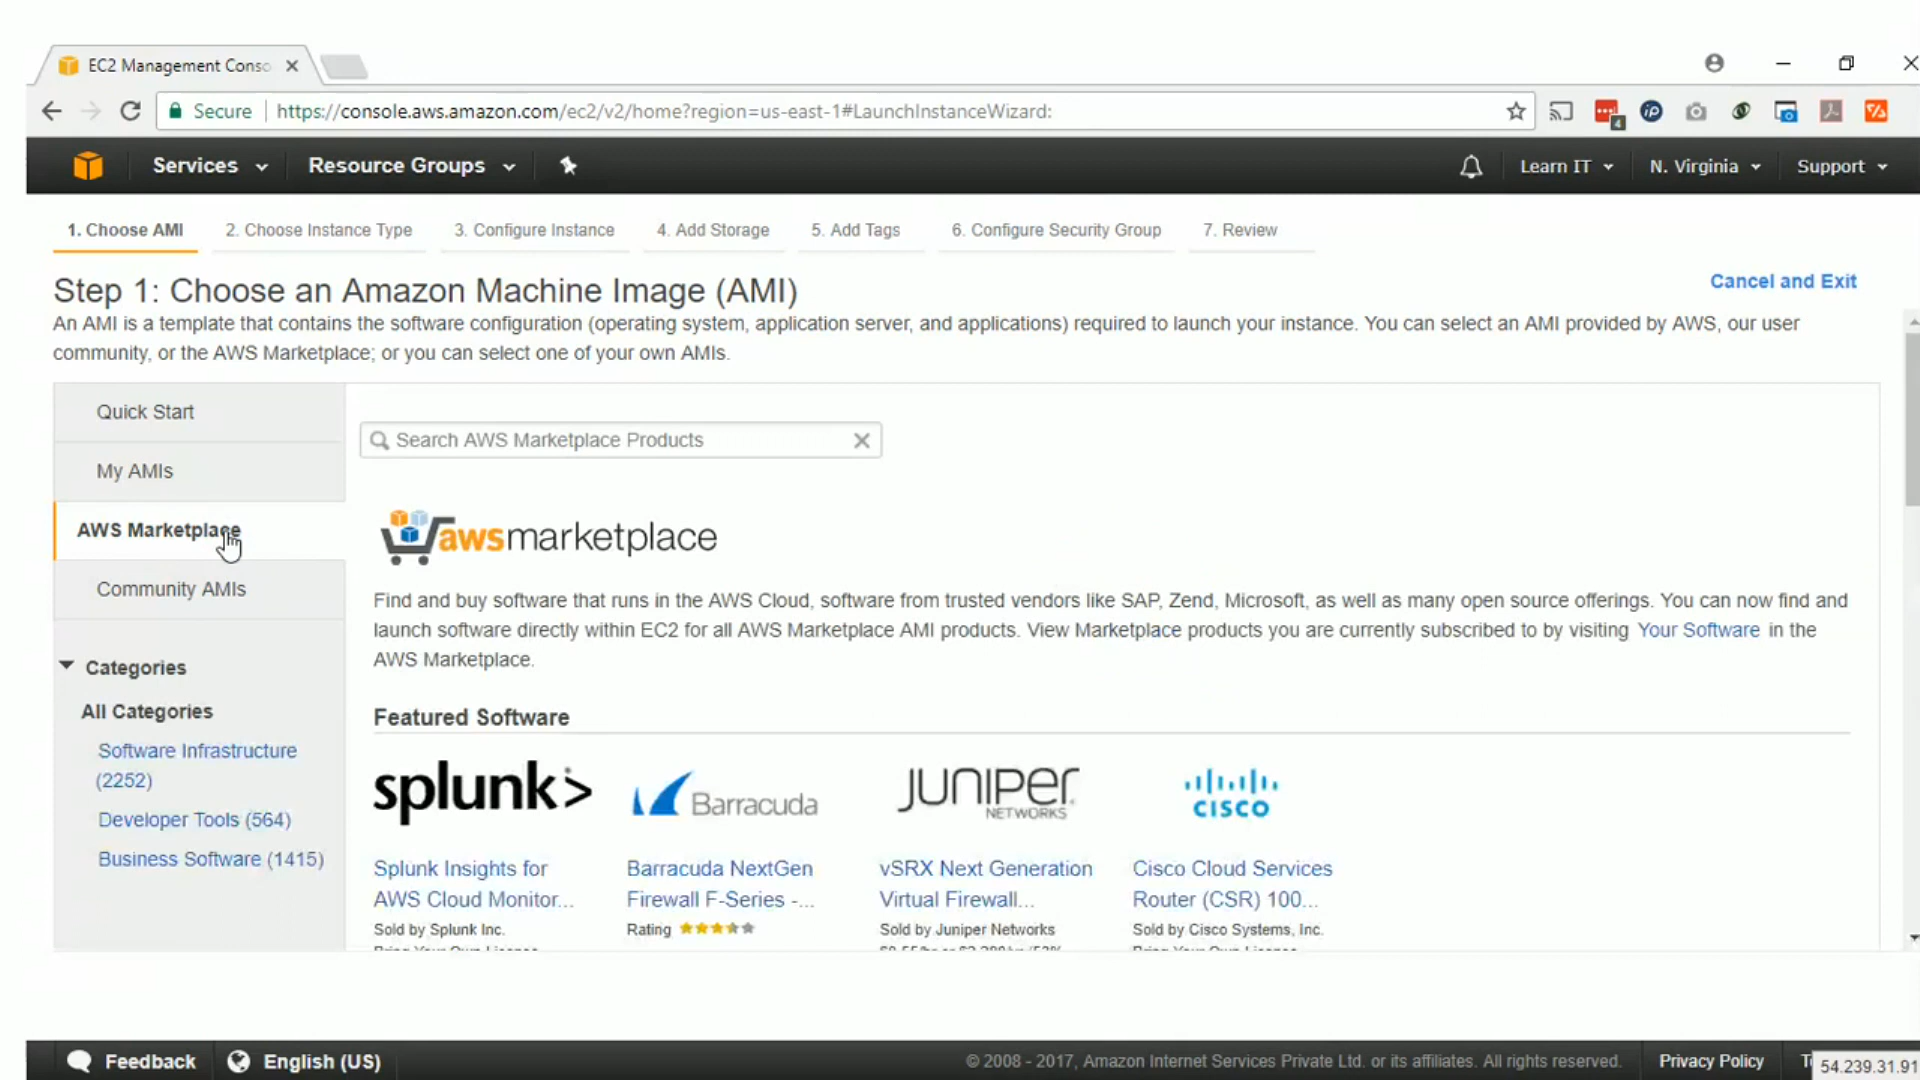 EC2 Management Conso
Secure https://console.aws.amazon.com/ec2/v2/home?region=us-east-1#LaunchInstanceWizard:
4
Services Resource Groups Learn IT N. Virginia Support
1. Choose AMI 2. Choose Instance Type 3. Configure Instance 4. Add Storage 5. Add Tags 6. Configure Security Group 7. Review
Step 1: Choose an Amazon Machine Image (AMI)
Cancel and Exit
An AMI is a template that contains the software configuration (operating system, application server, and applications) required to launch your instance. You can select an AMI provided by AWS, our user
community, or the AWS Marketplace; or you can select one of your own AMIs.
Quick Start
My AMIs
AWS Marketplace
Community AMIs
Categories
All Categories
Software Infrastructure
(2252)
Developer Tools (564)
Business Software (1415)
Search AWS Marketplace Products
awsmarketplace
Find and buy software that runs in the AWS Cloud, software from trusted vendors like SAP, Zend, Microsoft, as well as many open source offerings. You can now find and
launch software directly within EC2 for all AWS Marketplace AMI products. View Marketplace products you are currently subscribed to by visiting Your Software in the
AWS Marketplace.
Featured Software
splunk> Barracuda JUNIPER NETWORKS CISCO
Splunk Insights for
AWS Cloud Monitor...
Sold by Splunk Inc.
Bring Your Own License
Barracuda NextGen
Firewall F-Series -...
Rating
vSRX Next Generation
Virtual Firewall...
Sold by Juniper Networks
Cisco Cloud Services
Router (CSR) 100...
Sold by Cisco Systems, Inc.
Bring Your Own License
Feedback English (US) © 2008 - 2017, Amazon Internet Services Private Ltd. or its affiliates. All rights reserved. Privacy Policy
54.239.31.91